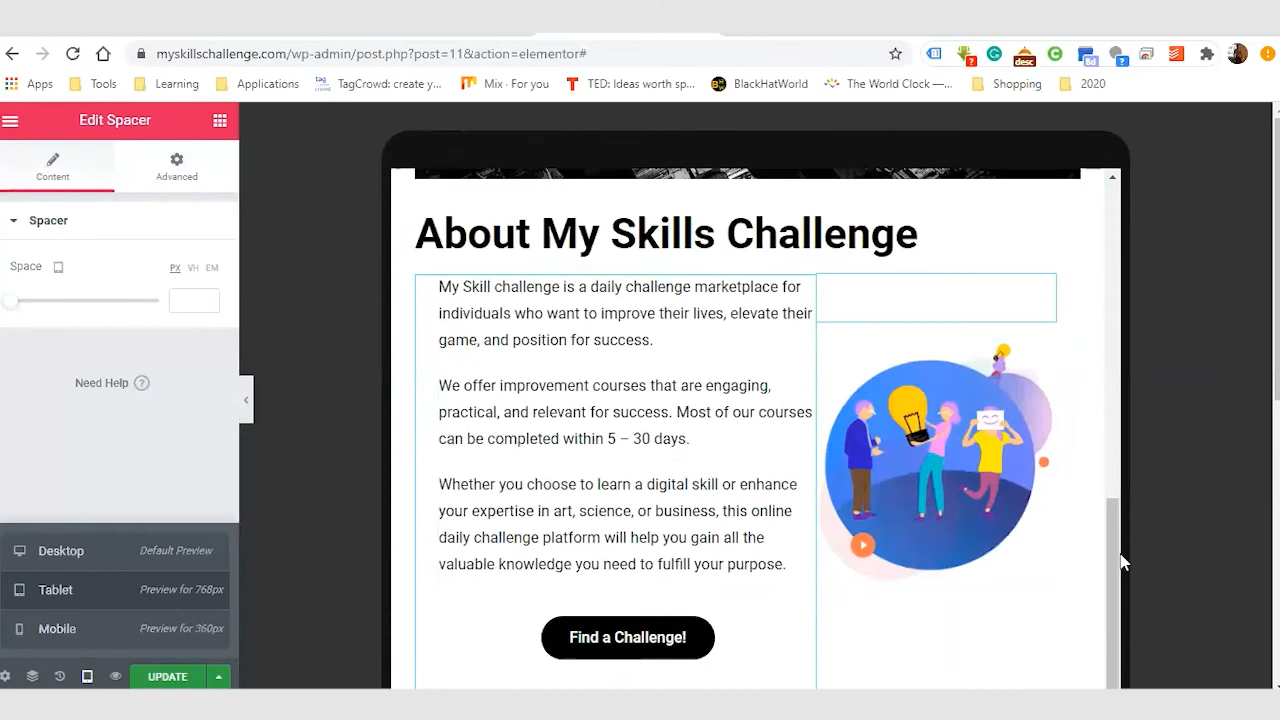 myskillschallenge.com/wp-admin/post.php?post=11&action=elementor#
desc
Bd
?
?
Apps
Tools
Learning
Applications
tag
TagCrowd: create y...
Mix · For you
TED: Ideas worth sp...
BlackHatWorld
The World Clock —...
Shopping
2020
Edit Spacer
Content
Advanced
Spacer
Space
PX VH EM
Need Help ?
Desktop Default Preview
Tablet Preview for 768px
Mobile Preview for 360px
UPDATE
About My Skills Challenge
My Skill challenge is a daily challenge marketplace for
individuals who want to improve their lives, elevate their
game, and position for success.
We offer improvement courses that are engaging,
practical, and relevant for success. Most of our courses
can be completed within 5 – 30 days.
Whether you choose to learn a digital skill or enhance
your expertise in art, science, or business, this online
daily challenge platform will help you gain all the
valuable knowledge you need to fulfill your purpose.
Find a Challenge!